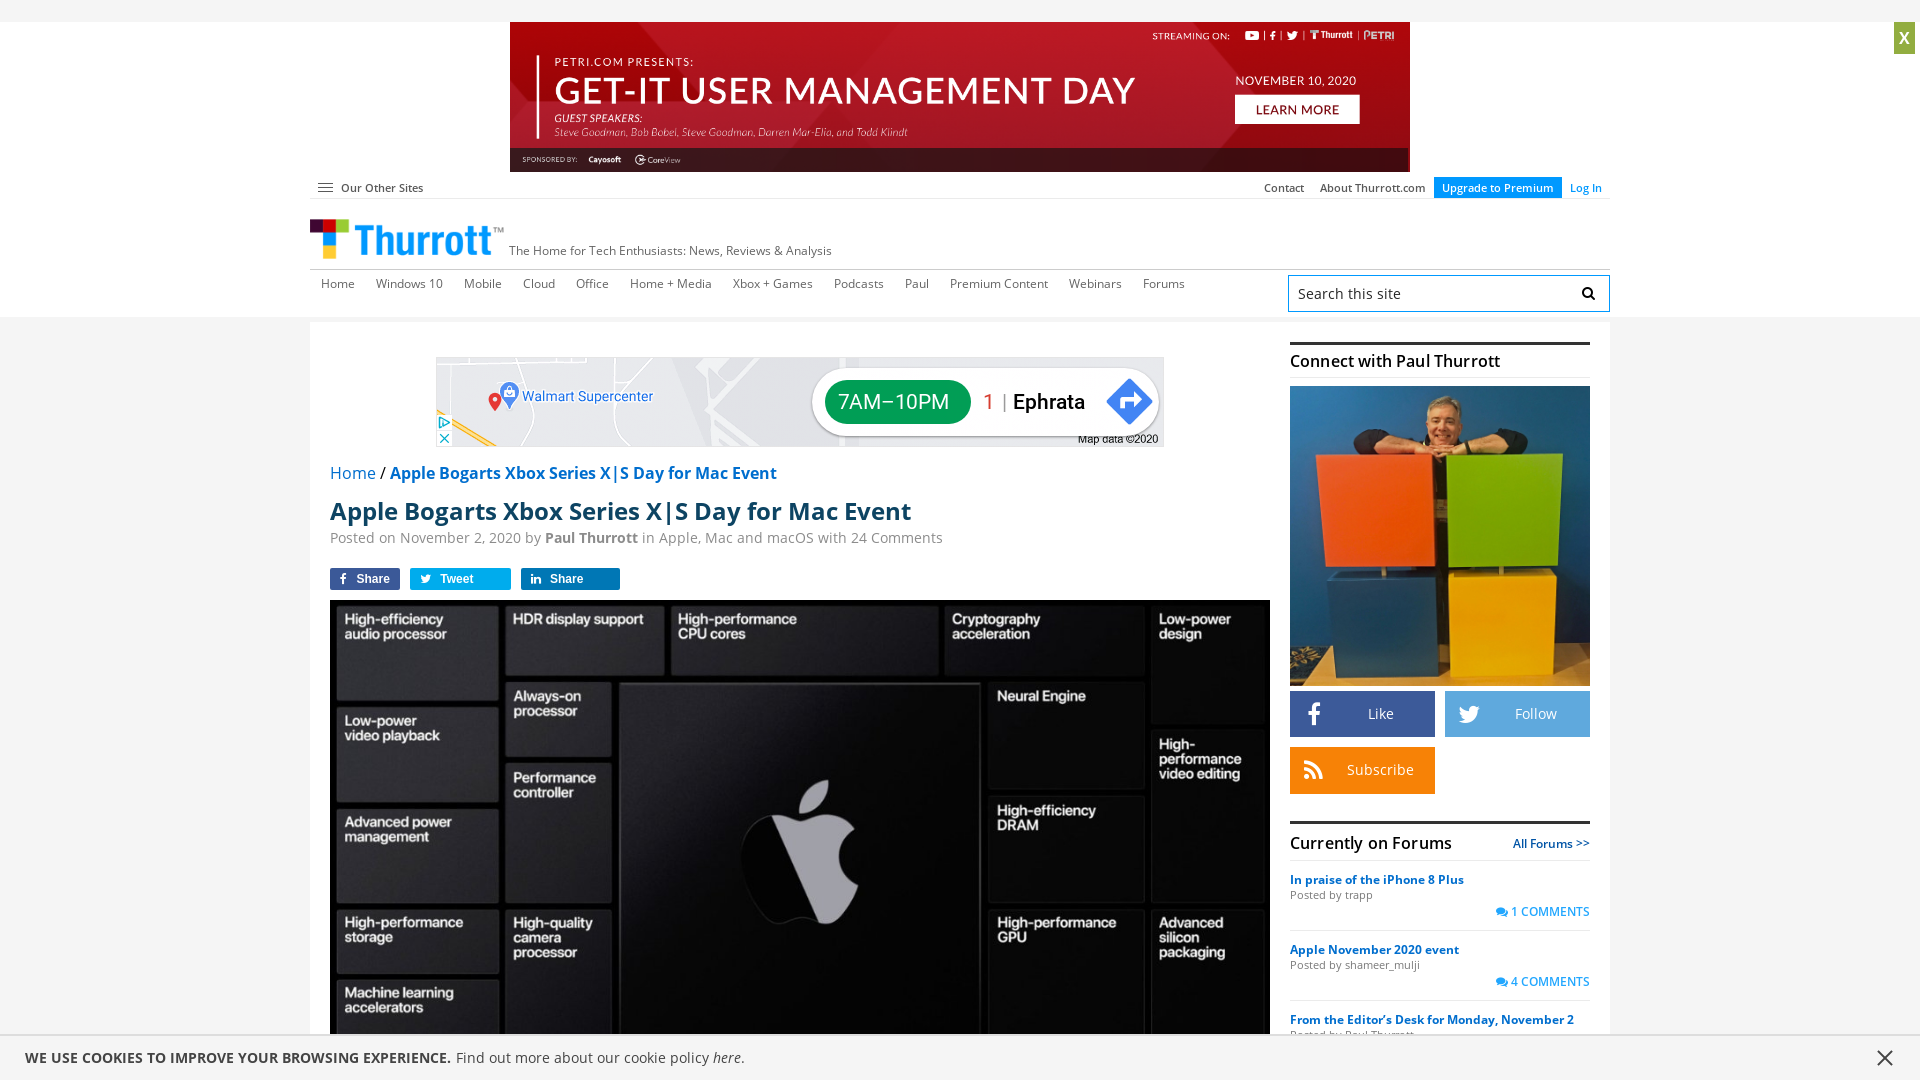 STREAMING ON: Thurrott | PETRI
PETRI.COM PRESENTS:
GET-IT USER MANAGEMENT DAY
GUEST SPEAKERS:
Steve Goodman, Bob Bobel, Steve Goodman, Darren Mar-Elia, and Todd Klindt
NOVEMBER 10, 2020
LEARN MORE
SPONSORED BY: Cayosoft CoreView
X
Our Other Sites
Contact About Thurrott.com Upgrade to Premium Log In
Thurrott™ The Home for Tech Enthusiasts: News, Reviews & Analysis
Home Windows 10 Mobile Cloud Office Home + Media Xbox + Games Podcasts Paul Premium Content Webinars Forums
Search this site
Walmart Supercenter
7AM–10PM 1 | Ephrata
Map data ©2020
Home / Apple Bogarts Xbox Series X|S Day for Mac Event
Apple Bogarts Xbox Series X|S Day for Mac Event
Posted on November 2, 2020 by Paul Thurrott in Apple, Mac and macOS with 24 Comments
Share Tweet Share
High-efficiency
audio processor
HDR display support
High-performance
CPU cores
Cryptography
acceleration
Low-power
design
Low-power
video playback
Always-on
processor
Neural Engine
High-
performance
video editing
Performance
controller
High-efficiency
DRAM
Advanced power
management
High-performance
storage
High-quality
camera
processor
High-performance
GPU
Advanced
silicon
packaging
Machine learning
accelerators
Connect with Paul Thurrott
Like Follow
Subscribe
Currently on Forums All Forums >>
In praise of the iPhone 8 Plus
Posted by trapp
1 COMMENTS
Apple November 2020 event
Posted by shameer_mulji
4 COMMENTS
From the Editor's Desk for Monday, November 2
Posted by Paul Thurrott
WE USE COOKIES TO IMPROVE YOUR BROWSING EXPERIENCE. Find out more about our cookie policy here.